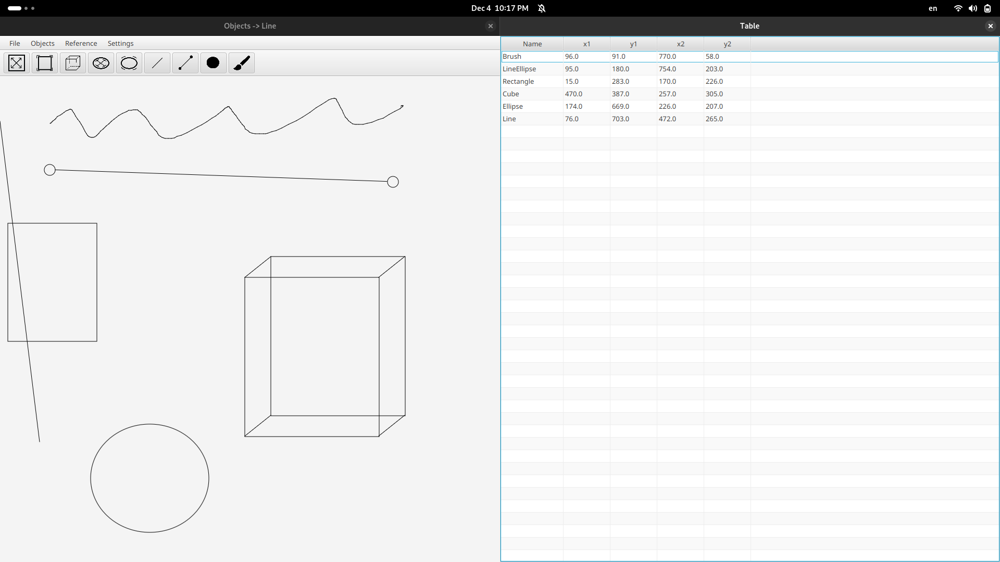 Dec 4 10:17 PM
en
Objects -> Line
Table
File Objects Reference Settings
Name x1 y1 x2 y2
Brush 96.0 91.0 770.0 58.0
LineEllipse 95.0 180.0 754.0 203.0
Rectangle 15.0 283.0 170.0 226.0
Cube 470.0 387.0 257.0 305.0
Ellipse 174.0 669.0 226.0 207.0
Line 76.0 703.0 472.0 265.0